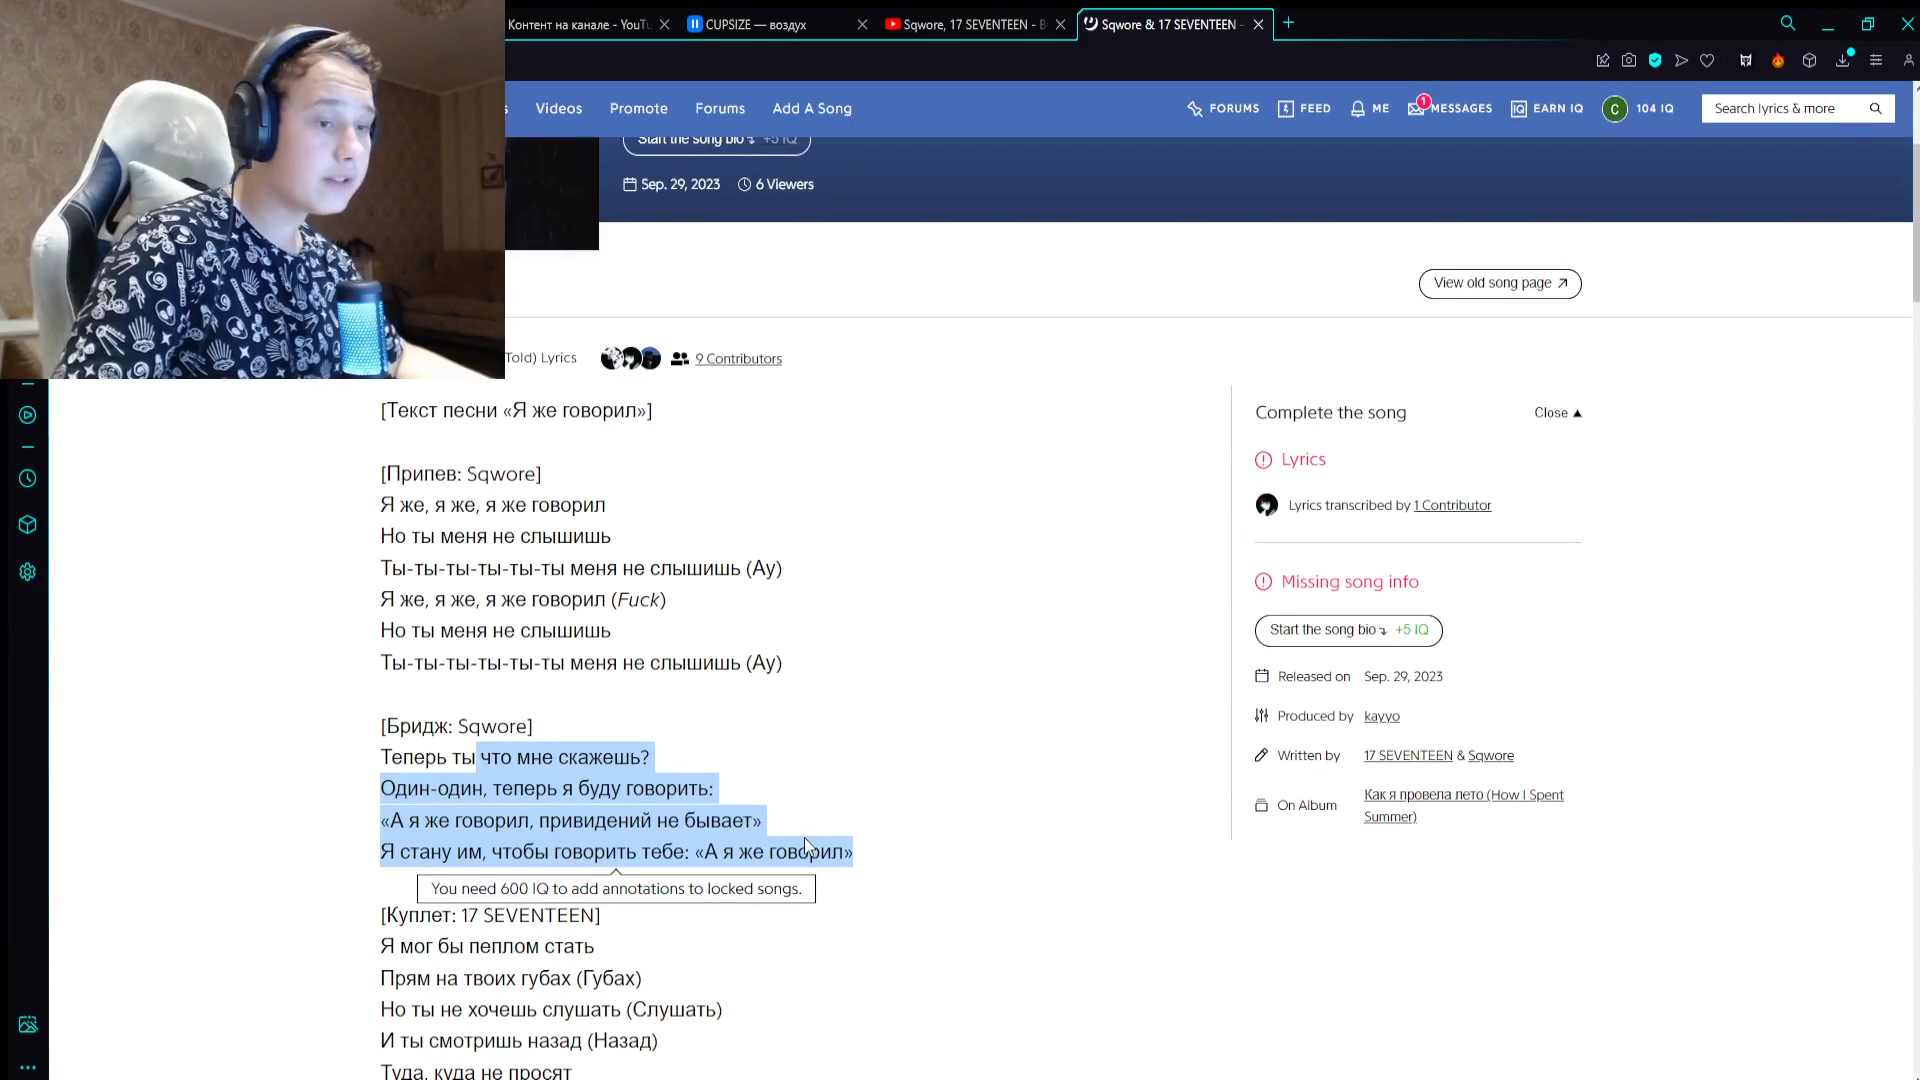 Контент на канале - YouTu
CUPSIZE — воздух
Sqwore, 17 SEVENTEEN - В
Sqwore & 17 SEVENTEEN -
Videos
Promote
Forums
Add A Song
FORUMS
FEED
ME
1
MESSAGES
IQ
EARN IQ
C
104 IQ
Search lyrics & more
Start the song bio +5 IQ
Sep. 29, 2023
6 Viewers
View old song page
Told) Lyrics
9 Contributors
[Текст песни «Я же говорил»]
[Припев: Sqwore]
Я же, я же, я же говорил
Но ты меня не слышишь
Ты-ты-ты-ты-ты-ты меня не слышишь (Ау)
Я же, я же, я же говорил (Fuck)
Но ты меня не слышишь
Ты-ты-ты-ты-ты-ты меня не слышишь (Ау)
[Бридж: Sqwore]
Теперь ты что мне скажешь?
Один-один, теперь я буду говорить:
«А я же говорил, привидений не бывает»
Я стану им, чтобы говорить тебе: «А я же говорил»
You need 600 IQ to add annotations to locked songs.
[Куплет: 17 SEVENTEEN]
Я мог бы пеплом стать
Прям на твоих губах (Губах)
Но ты не хочешь слушать (Слушать)
И ты смотришь назад (Назад)
Туда, куда не просят
Complete the song
Close
Lyrics
Lyrics transcribed by 1 Contributor
Missing song info
Start the song bio +5 IQ
Released on Sep. 29, 2023
Produced by kayyo
Written by 17 SEVENTEEN & Sqwore
On Album Как я провела лето (How I Spent
Summer)